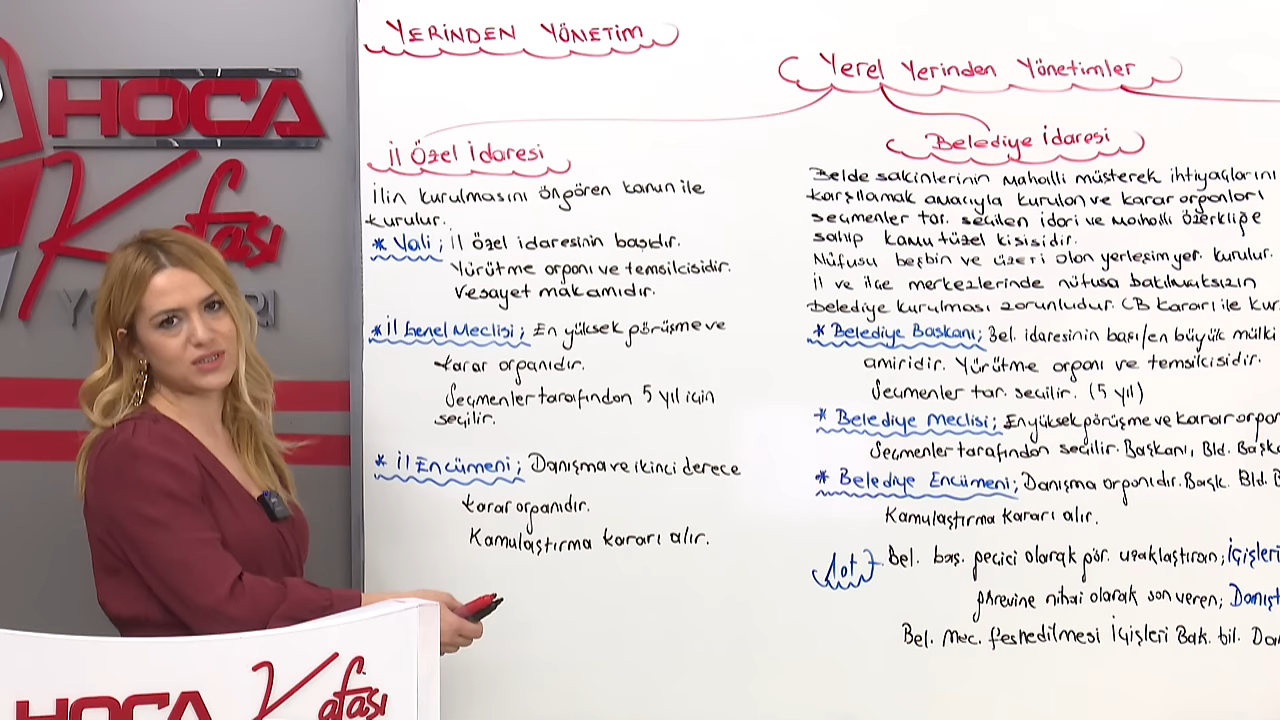 HOCA
Kafası
YAYINLARI
YERİNDEN YÖNETİM
Yerel Yerinden Yönetimler
İl Özel İdaresi
İlin kurulmasını öngören kanun ile
kurulur.
* Vali; İl özel idaresinin başıdır.
Yürütme organı ve temsilcisidir.
Vesayet makamıdır.
* İl Genel Meclisi; En yüksek görüşme ve
karar organıdır.
Seçmenler tarafından 5 yıl için
seçilir.
* İl Encümeni; Danışma ve ikinci derece
karar organıdır.
Kamulaştırma kararı alır.
Belediye İdaresi
Belde sakinlerinin mahalli müşterek ihtiyaçlarını
karşılamak amacıyla kurulan ve karar organları
seçmenler tar. seçilen idari ve mahalli özerkliğe
sahip kamu tüzel kişisidir.
Nüfusu beşbin ve üzeri olan yerleşim yer. kurulur.
İl ve ilçe merkezlerinde nüfusa bakılmaksızın
belediye kurulması zorunludur. CB kararı ile kur
* Belediye Başkanı; Bel. idaresinin başı/en büyük mülki
amiridir. Yürütme organı ve temsilcisidir.
Seçmenler tar. seçilir. (5 yıl)
* Belediye Meclisi; En yüksek görüşme ve karar orga
Seçmenler tarafından seçilir. Başkanı, Bld. Başka
* Belediye Encümeni; Danışma organıdır. Başk. Bld. B
Kamulaştırma kararı alır.
Not Bel. baş. geçici olarak gör. uzaklaştıran; İçişleri
görevine nihai olarak son veren; Danışt
Bel. Mec. feshedilmesi İçişleri Bak. bil. Dan
HOCA
Kafası